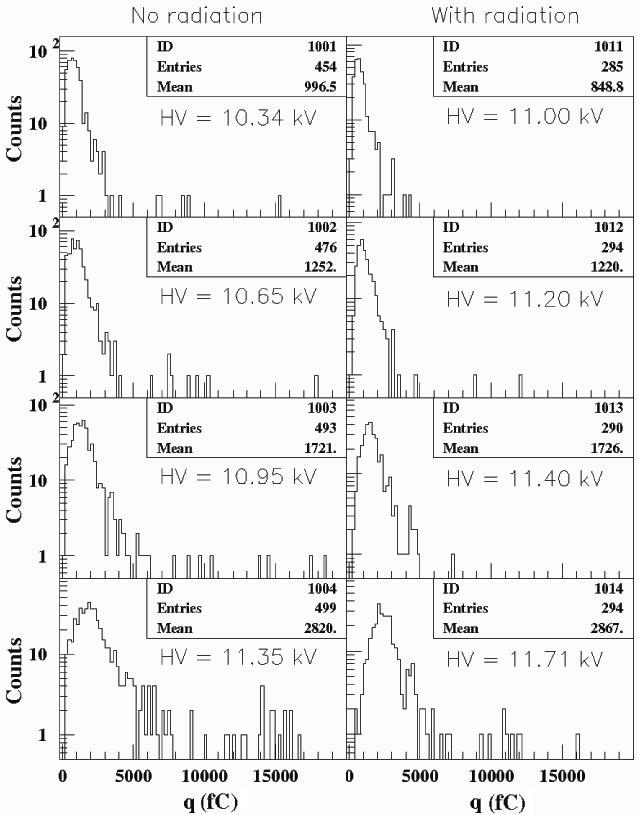 No radiation With radiation
10 2
ID 1001
Entries 454
Mean 996.5
HV = 10.34 kV
10
1
Counts
ID 1011
Entries 285
Mean 848.8
HV = 11.00 kV
10 2
ID 1002
Entries 476
Mean 1252.
HV = 10.65 kV
10
1
Counts
ID 1012
Entries 294
Mean 1220.
HV = 11.20 kV
10 2
ID 1003
Entries 493
Mean 1721.
HV = 10.95 kV
10
1
Counts
ID 1013
Entries 290
Mean 1726.
HV = 11.40 kV
ID 1004
Entries 499
Mean 2820.
HV = 11.35 kV
10
1
Counts
ID 1014
Entries 294
Mean 2867.
HV = 11.71 kV
0 5000 10000 15000 0 5000 10000 15000
q (fC) q (fC)